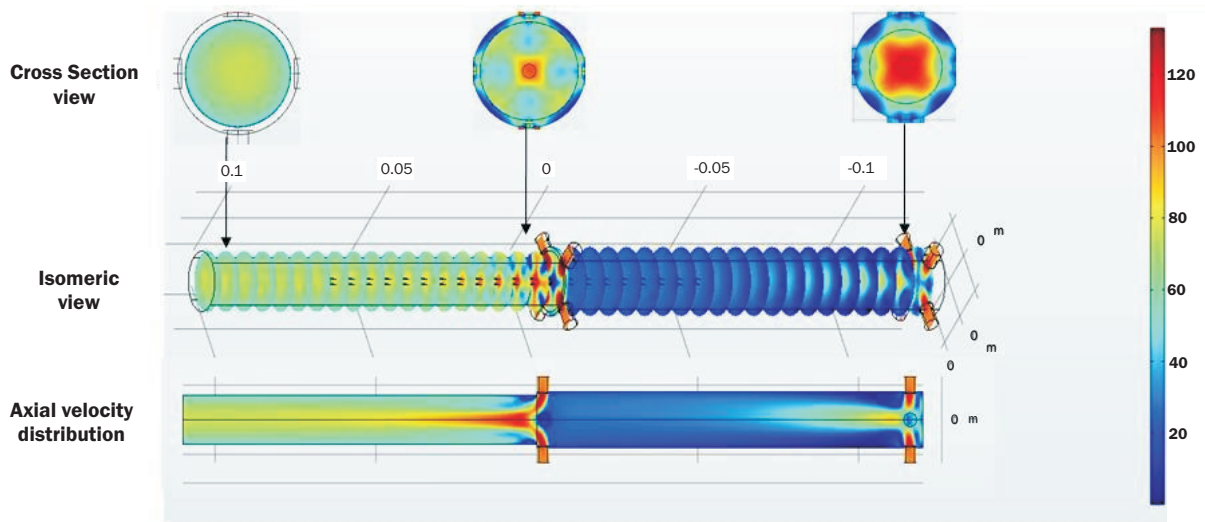 Cross Section
view
0.1
0.05
0
-0.05
-0.1
0 m
Isomeric
view
0 m
0
Axial velocity
distribution
0 m
120
100
80
60
40
20